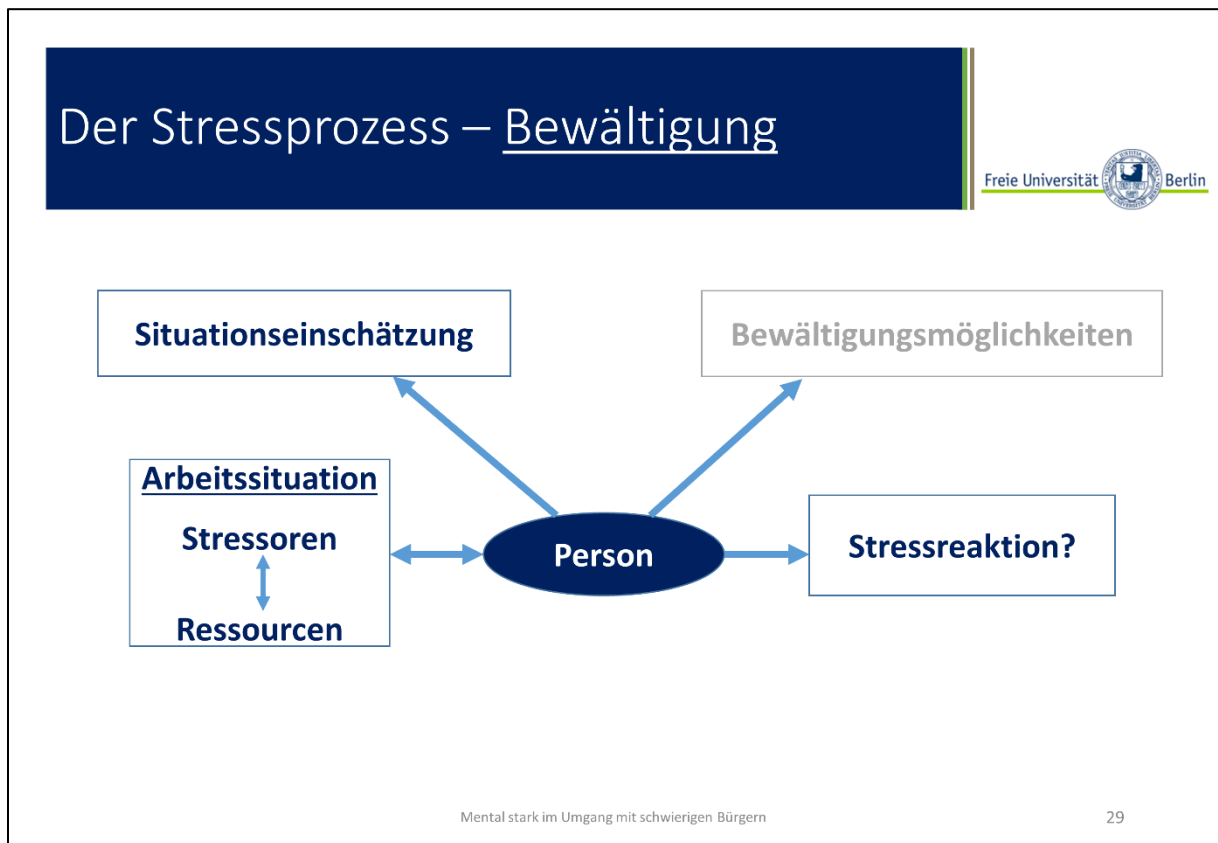 Der Stressprozess – Bewältigung
Freie Universität Berlin
Situationseinschätzung
Bewältigungsmöglichkeiten
Arbeitssituation
Stressoren
Ressourcen
Person
Stressreaktion?
Mental stark im Umgang mit schwierigen Bürgern
29